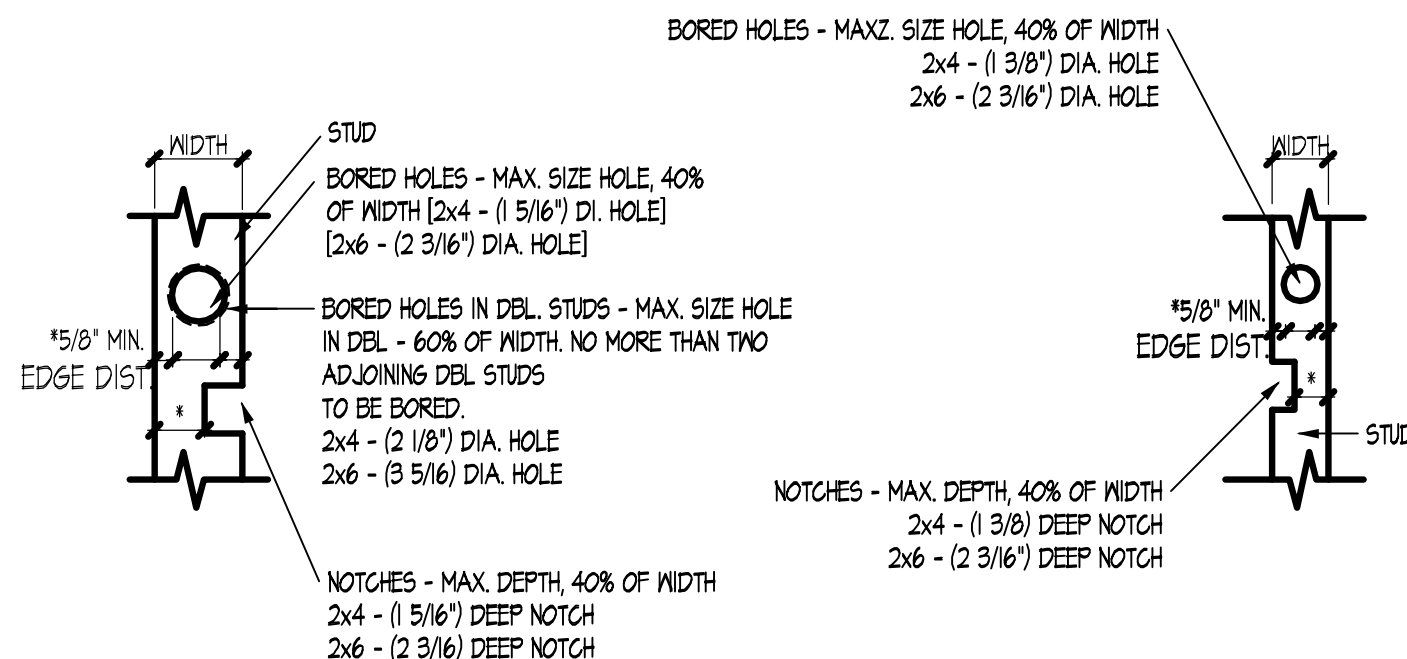 WIDTH
STUD
BORED HOLES - MAX. SIZE HOLE, 40%
OF WIDTH [2x4 - (1 5/16") DI. HOLE]
[2x6 - (2 3/16") DIA. HOLE]
BORED HOLES IN DBL. STUDS - MAX. SIZE HOLE
IN DBL - 60% OF WIDTH. NO MORE THAN TWO
ADJOINING DBL STUDS
TO BE BORED.
2x4 - (2 1/8") DIA. HOLE
2x6 - (3 5/16) DIA. HOLE
*5/8" MIN.
EDGE DIST.
*
NOTCHES - MAX. DEPTH, 40% OF WIDTH
2x4 - (1 5/16") DEEP NOTCH
2x6 - (2 3/16) DEEP NOTCH
BORED HOLES - MAXZ. SIZE HOLE, 40% OF WIDTH
2x4 - (1 3/8") DIA. HOLE
2x6 - (2 3/16") DIA. HOLE
WIDTH
*5/8" MIN.
EDGE DIST.
*
STUD
NOTCHES - MAX. DEPTH, 40% OF WIDTH
2x4 - (1 3/8) DEEP NOTCH
2x6 - (2 3/16") DEEP NOTCH